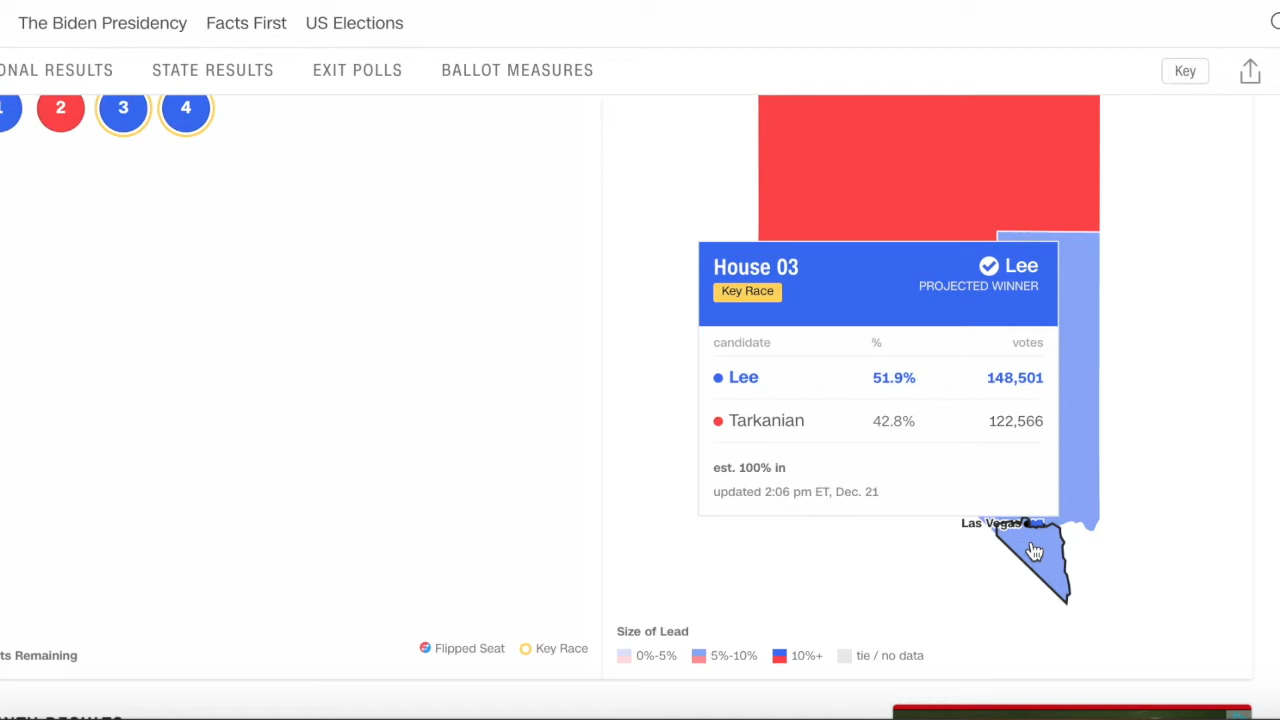 The Biden Presidency Facts First US Elections
ONAL RESULTS STATE RESULTS EXIT POLLS BALLOT MEASURES Key
1 2 3 4
House 03 Lee
Key Race PROJECTED WINNER
candidate % votes
Lee 51.9% 148,501
Tarkanian 42.8% 122,566
est. 100% in
updated 2:06 pm ET, Dec. 21
Las Vegas
Size of Lead
ts Remaining Flipped Seat Key Race 0%-5% 5%-10% 10%+ tie / no data